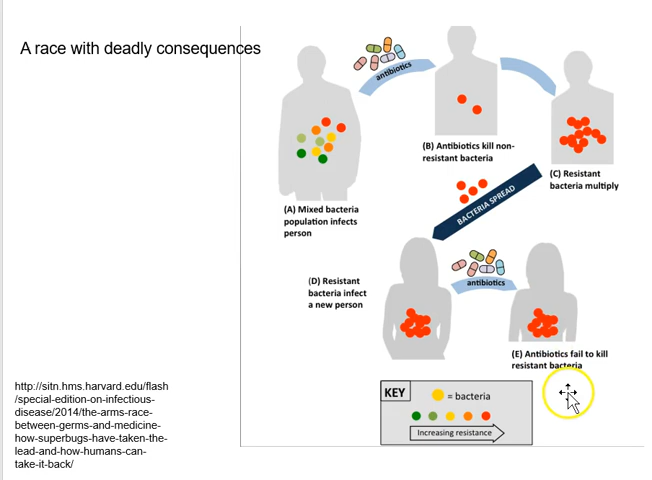 A race with deadly consequences
antibiotics
(B) Antibiotics kill non-
resistant bacteria
(C) Resistant
bacteria multiply
(A) Mixed bacteria
population infects
person
BACTERIA SPREAD
(D) Resistant
bacteria infect
a new person
antibiotics
(E) Antibiotics fail to kill
resistant bacteria
http://sitn.hms.harvard.edu/flash
/special-edition-on-infectious-
disease/2014/the-arms-race-
between-germs-and-medicine-
how-superbugs-have-taken-the-
lead-and-how-humans-can-
take-it-back/
KEY
= bacteria
Increasing resistance